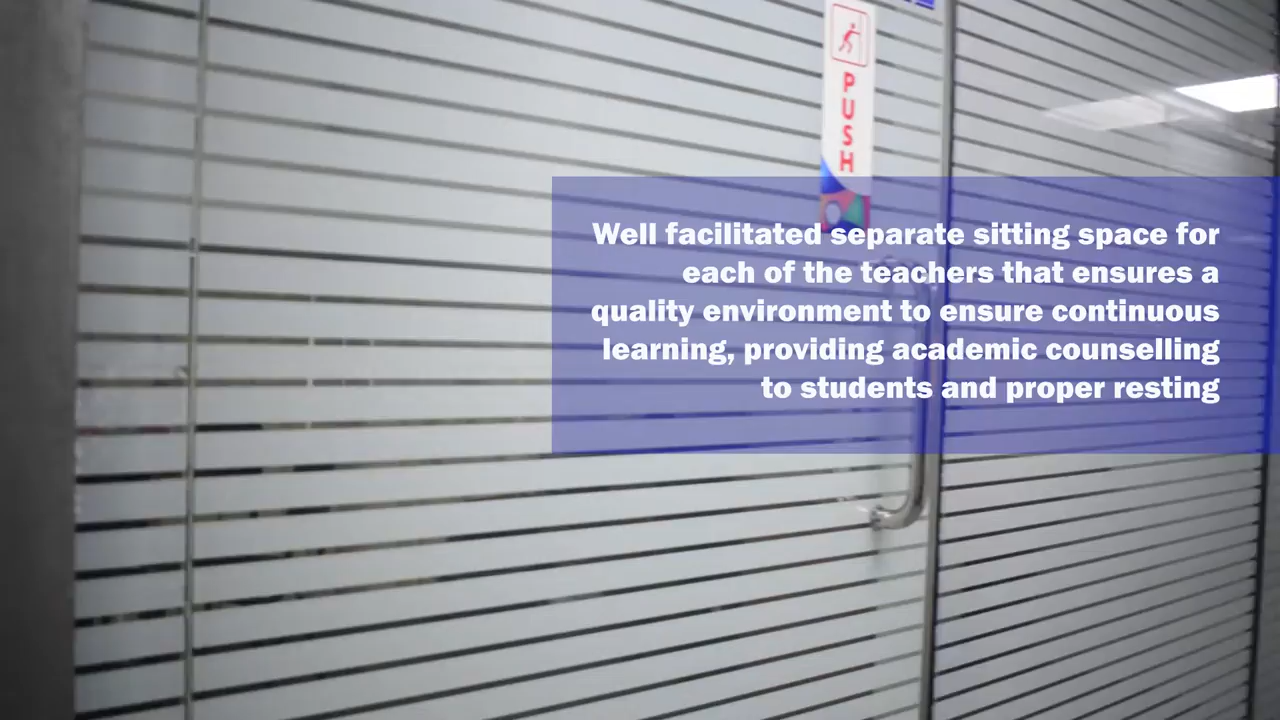 PUSH
Well facilitated separate sitting space for
each of the teachers that ensures a
quality environment to ensure continuous
learning, providing academic counselling
to students and proper resting